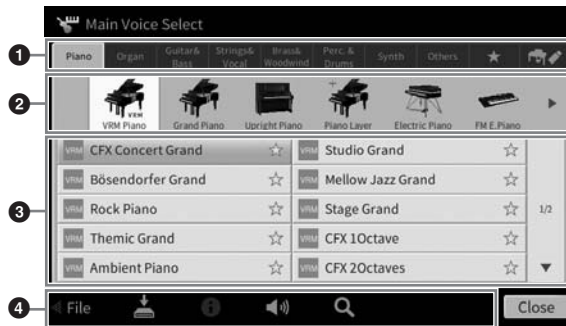 Main Voice Select
1
Piano Organ Guitar& Bass Strings& Vocal Brass& Woodwind Perc. & Drums Synth Others
2
VRM
VRM Piano Grand Piano Upright Piano Piano Layer Electric Piano FM E.Piano
3
VRM CFX Concert Grand VRM Studio Grand
VRM Bösendorfer Grand VRM Mellow Jazz Grand
VRM Rock Piano VRM Stage Grand 1/2
VRM Themic Grand VRM CFX 1Octave
VRM Ambient Piano VRM CFX 2Octaves
4
File Close